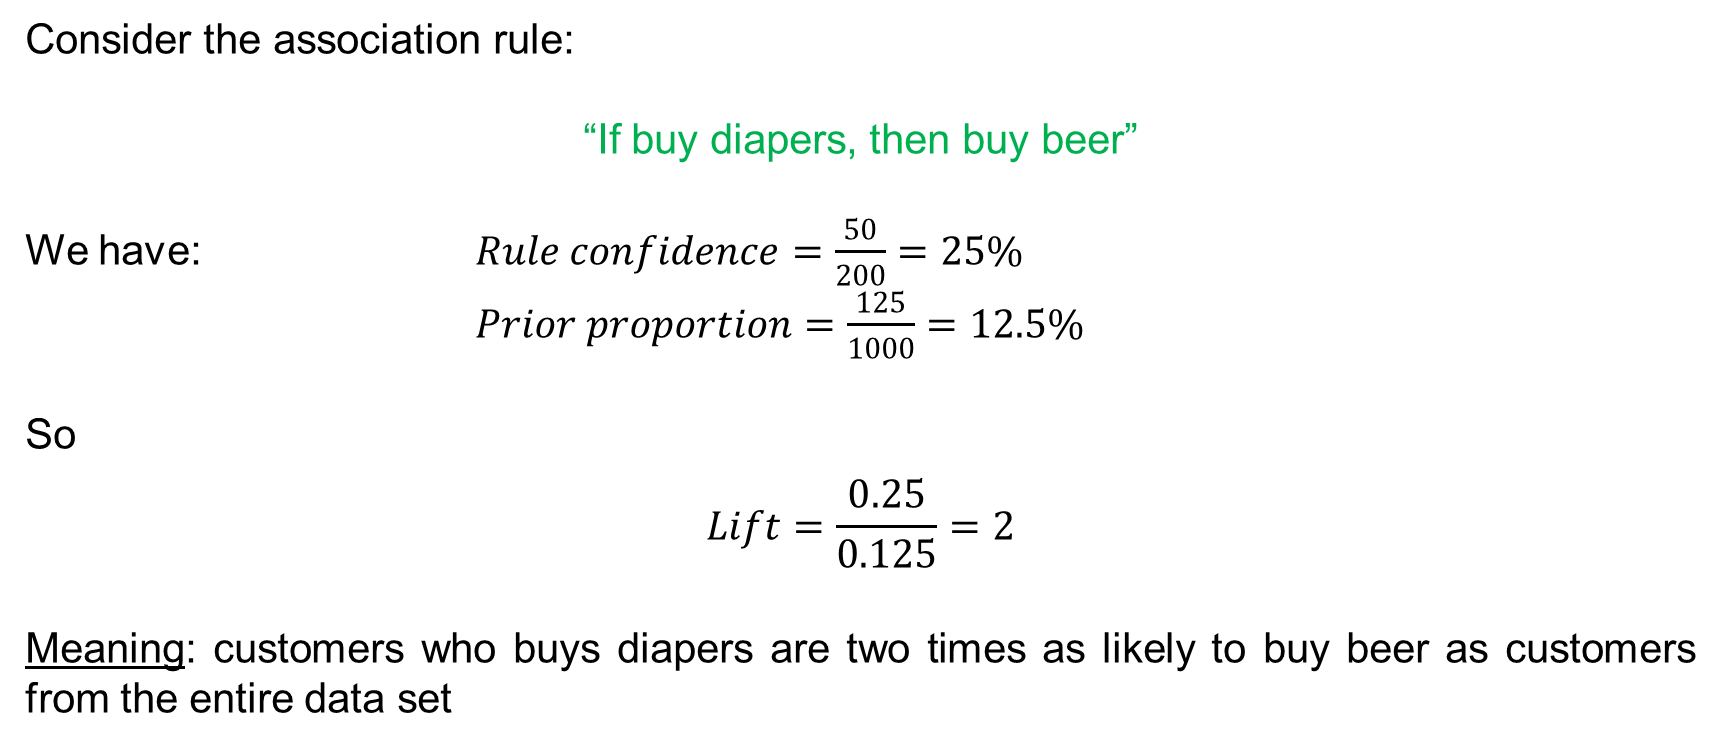 Consider the association rule:
“If buy diapers, then buy beer”
We have: Rule confidence = 50/200 = 25%
Prior proportion = 125/1000 = 12.5%
So
Lift = 0.25/0.125 = 2
Meaning: customers who buys diapers are two times as likely to buy beer as customers
from the entire data set